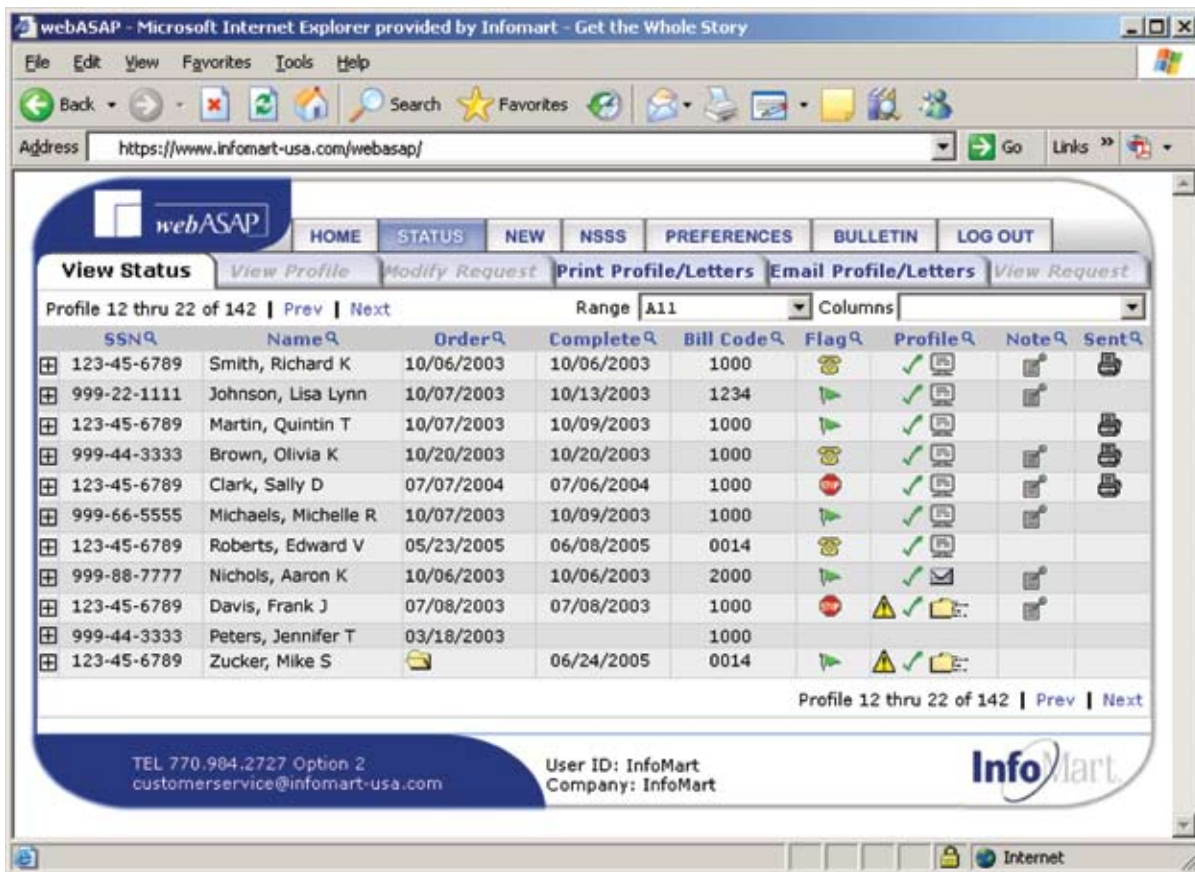 webASAP - Microsoft Internet Explorer provided by Infomart - Get the Whole Story
File Edit View Favorites Tools Help
Back Search Favorites
Address https://www.infomart-usa.com/webasap/ Go Links »
webASAP
HOME STATUS NEW NSSS PREFERENCES BULLETIN LOG OUT
View Status View Profile Modify Request Print Profile/Letters Email Profile/Letters View Request
Profile 12 thru 22 of 142 | Prev | Next Range All Columns
SSN Name Order Complete Bill Code Flag Profile Note Sent
123-45-6789 Smith, Richard K 10/06/2003 10/06/2003 1000
999-22-1111 Johnson, Lisa Lynn 10/07/2003 10/13/2003 1234
123-45-6789 Martin, Quintin T 10/07/2003 10/09/2003 1000
999-44-3333 Brown, Olivia K 10/20/2003 10/20/2003 1000
123-45-6789 Clark, Sally D 07/07/2004 07/06/2004 1000 STOP
999-66-5555 Michaels, Michelle R 10/07/2003 10/09/2003 1000
123-45-6789 Roberts, Edward V 05/23/2005 06/08/2005 0014
999-88-7777 Nichols, Aaron K 10/06/2003 10/06/2003 2000
123-45-6789 Davis, Frank J 07/08/2003 07/08/2003 1000 STOP
999-44-3333 Peters, Jennifer T 03/18/2003 1000
123-45-6789 Zucker, Mike S 06/24/2005 0014
Profile 12 thru 22 of 142 | Prev | Next
TEL 770.984.2727 Option 2
customerservice@infomart-usa.com
User ID: InfoMart
Company: InfoMart
InfoMart.
Internet